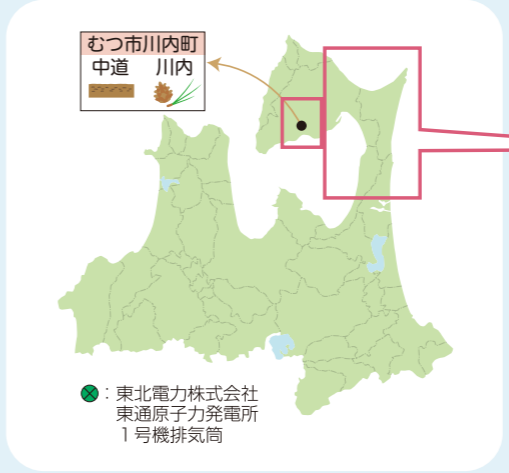 むつ市川内町
中道 川内
：東北電力株式会社
東通原子力発電所
１号機排気筒